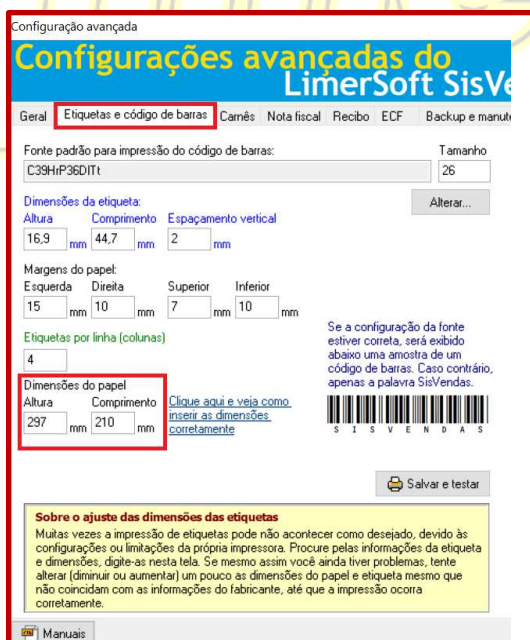 Configuração avançada
Configurações avançadas do
LimerSoft SisVe
Geral Etiquetas e código de barras Carnês Nota fiscal Recibo ECF Backup e manute
Fonte padrão para impressão do código de barras: Tamanho
C39HrP36DlTt 26
Dimensões da etiqueta: Alterar...
Altura Comprimento Espaçamento vertical
16,9 mm 44,7 mm 2 mm
Margens do papel:
Esquerda Direita Superior Inferior
15 mm 10 mm 7 mm 10 mm
Etiquetas por linha (colunas)
4
Se a configuração da fonte
estiver correta, será exibido
abaixo uma amostra de um
código de barras. Caso contrário,
apenas a palavra SisVendas.
Dimensões do papel
Altura Comprimento
297 mm 210 mm
Clique aqui e veja como
inserir as dimensões
corretamente
S I S V E N D A S
Salvar e testar
Sobre o ajuste das dimensões das etiquetas
Muitas vezes a impressão de etiquetas pode não acontecer como desejado, devido às
configurações ou limitações da própria impressora. Procure pelas informações da etiqueta
e dimensões, digite-as nesta tela. Se mesmo assim você ainda tiver problemas, tente
alterar (diminuir ou aumentar) um pouco as dimensões do papel e etiqueta mesmo que
não coincidam com as informações do fabricante, até que a impressão ocorra
corretamente.
Manuais